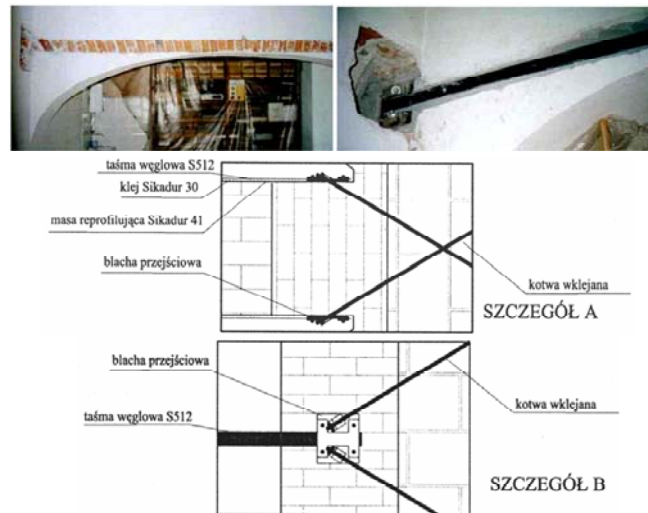 taśma węglowa S512
klej Sikadur 30
masa reprofilująca Sikadur 41
blacha przejściowa
kotwa wklejana
SZCZEGÓŁ A
blacha przejściowa
taśma węglowa S512
kotwa wklejana
SZCZEGÓŁ B